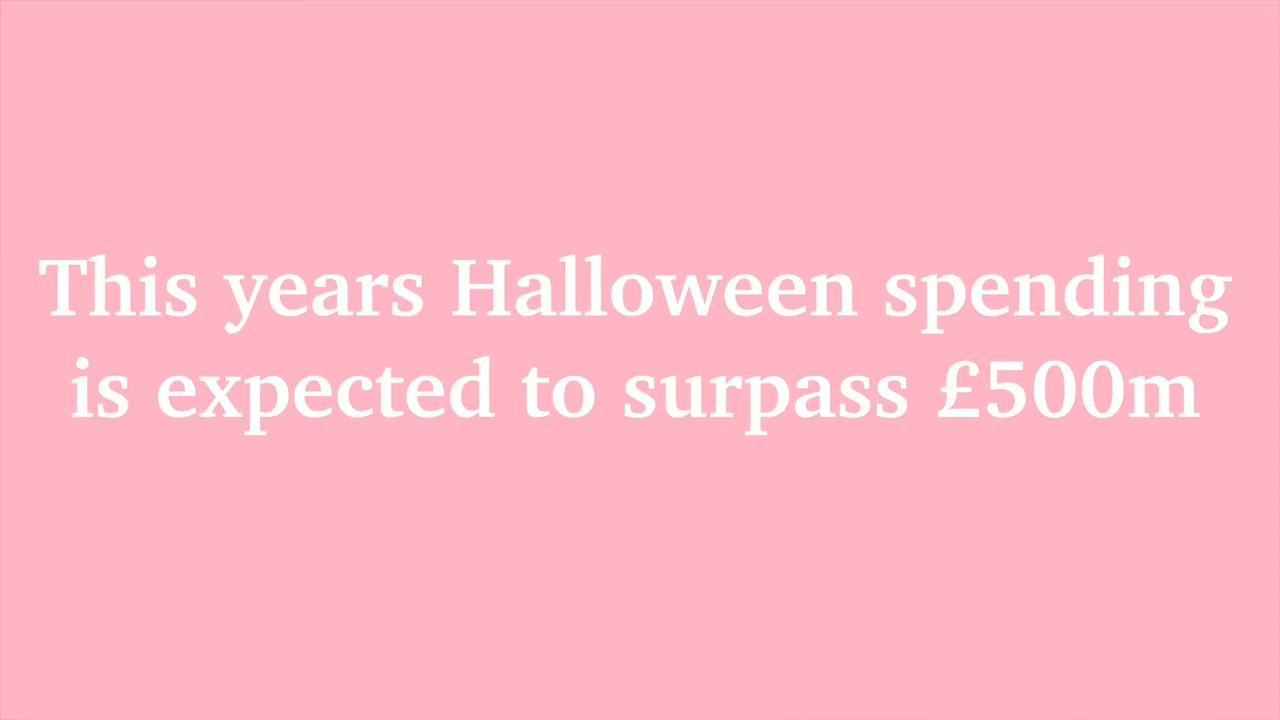 This years Halloween spending
is expected to surpass £500m